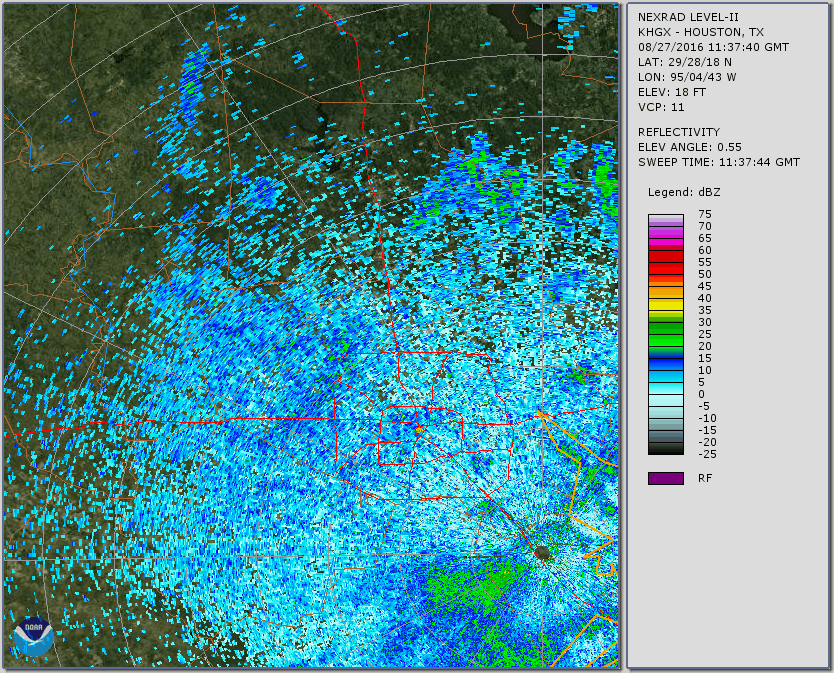 NEXRAD LEVEL-II
KHGX - HOUSTON, TX
08/27/2016 11:37:40 GMT
LAT: 29/28/18 N
LON: 95/04/43 W
ELEV: 18 FT
VCP: 11
REFLECTIVITY
ELEV ANGLE: 0.55
SWEEP TIME: 11:37:44 GMT
Legend: dBZ
75
70
65
60
55
50
45
40
35
30
25
20
15
10
5
0
-5
-10
-15
-20
-25
RF
NOAA